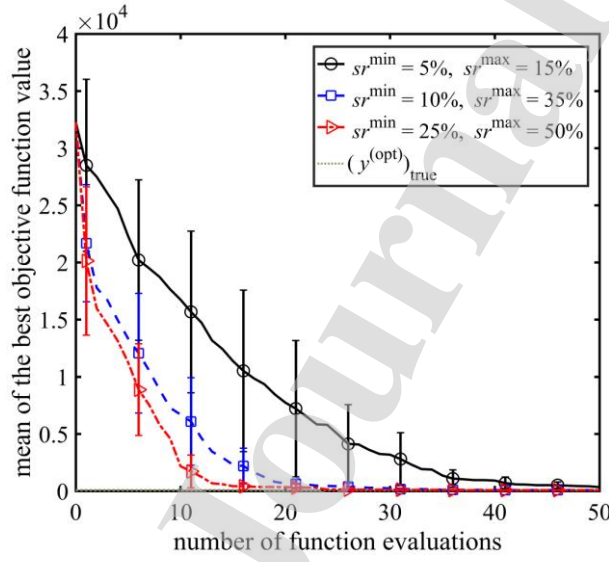 ×10⁴
4
3.5
3
2.5
2
1.5
1
0.5
0
mean of the best objective function value
sr^min = 5%, sr^max = 15%
sr^min = 10%, sr^max = 35%
sr^min = 25%, sr^max = 50%
(y^(opt))_true
0 10 20 30 40 50
number of function evaluations
Journal